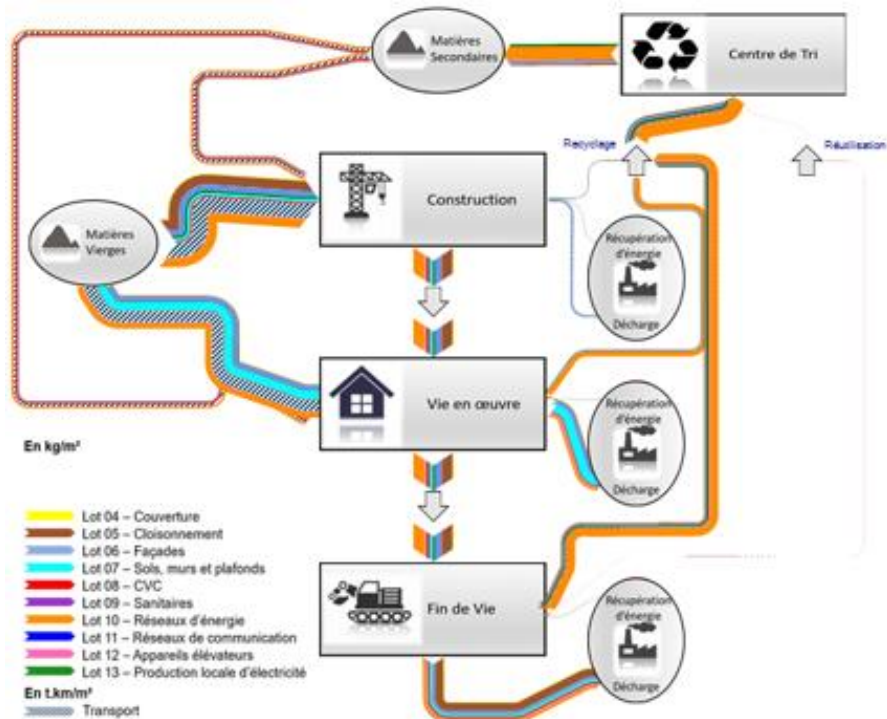 Matières
Secondaires
Centre de Tri
Recyclage
Réutilisation
Construction
Matières
Vierges
Récupération
d'énergie
Décharge
Vie en œuvre
Récupération
d'énergie
Décharge
En kg/m²
Lot 04 – Couverture
Lot 05 – Cloisonnement
Lot 06 – Façades
Lot 07 – Sols, murs et plafonds
Lot 08 – CVC
Lot 09 – Sanitaires
Lot 10 – Réseaux d'énergie
Lot 11 – Réseaux de communication
Lot 12 – Appareils élévateurs
Lot 13 – Production locale d'électricité
En t.km/m²
Transport
Fin de Vie
Récupération
d'énergie
Décharge